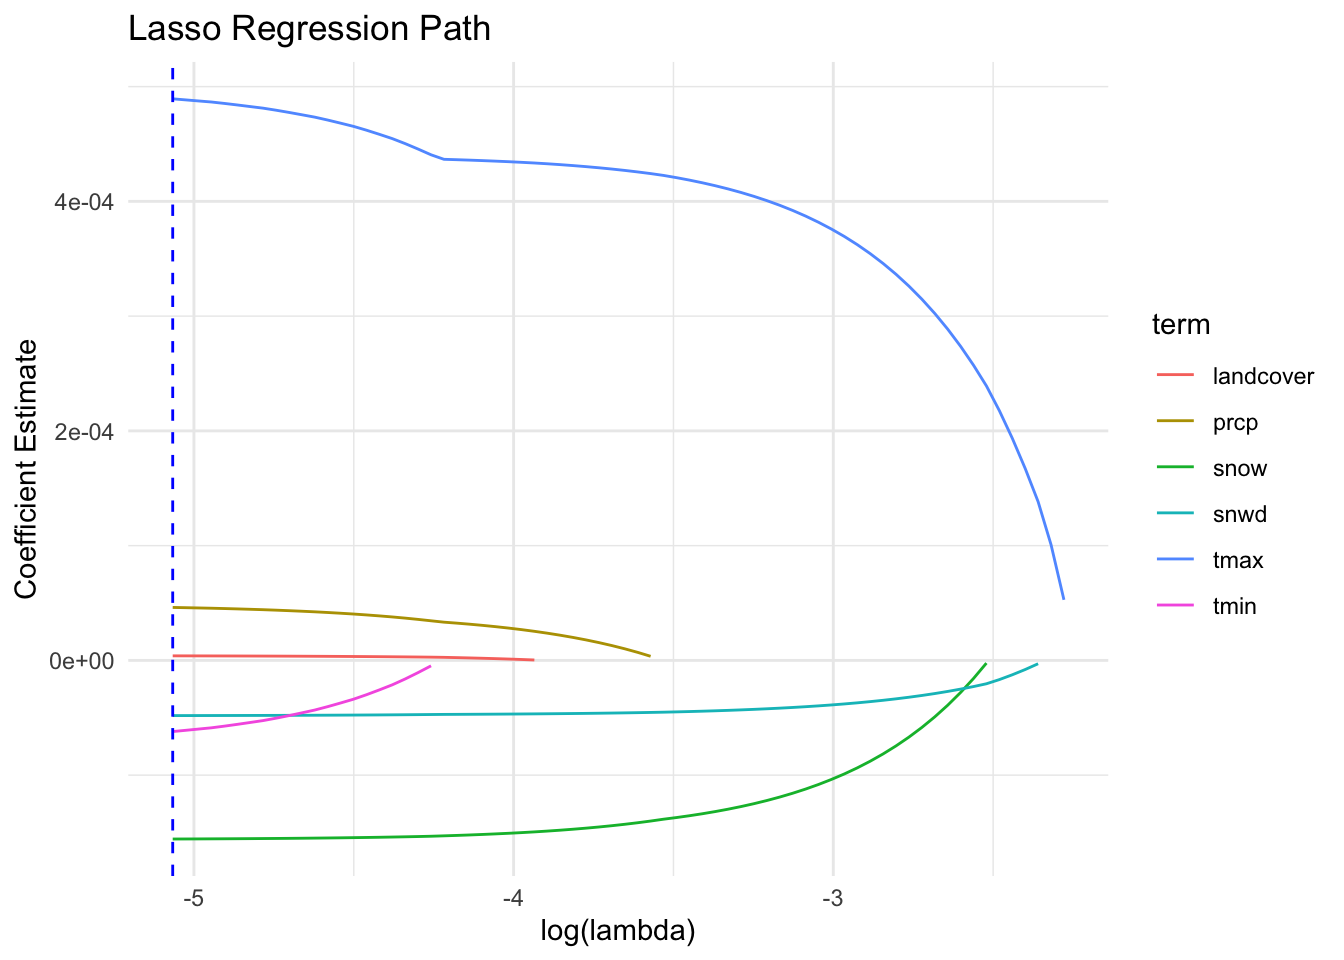 Lasso Regression Path
Coefficient Estimate
4e-04
2e-04
0e+00
-5
-4
-3
log(lambda)
term
landcover
prcp
snow
snwd
tmax
tmin